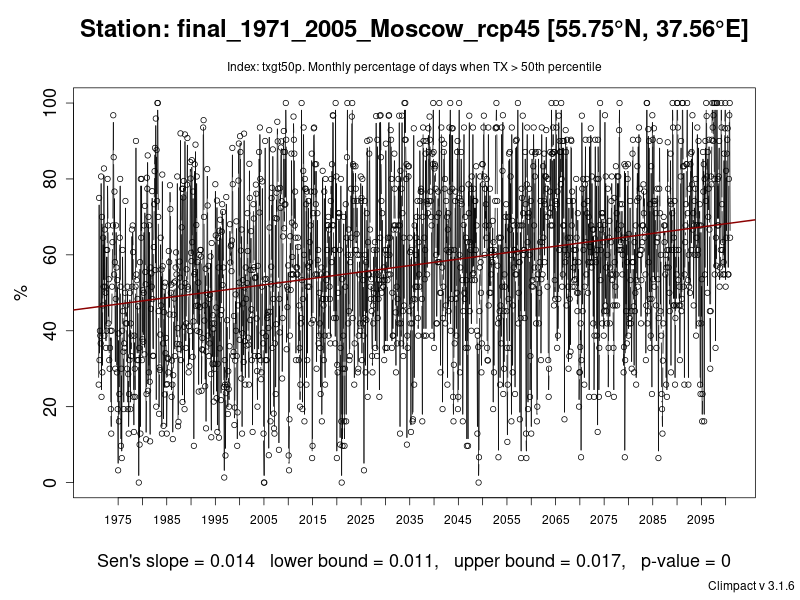 Station: final_1971_2005_Moscow_rcp45 [55.75°N, 37.56°E]
Index: txgt50p. Monthly percentage of days when TX > 50th percentile
100
80
60
40
20
0
%
1975 1985 1995 2005 2015 2025 2035 2045 2055 2065 2075 2085 2095
Sen's slope = 0.014 lower bound = 0.011, upper bound = 0.017, p-value = 0
Climpact v 3.1.6